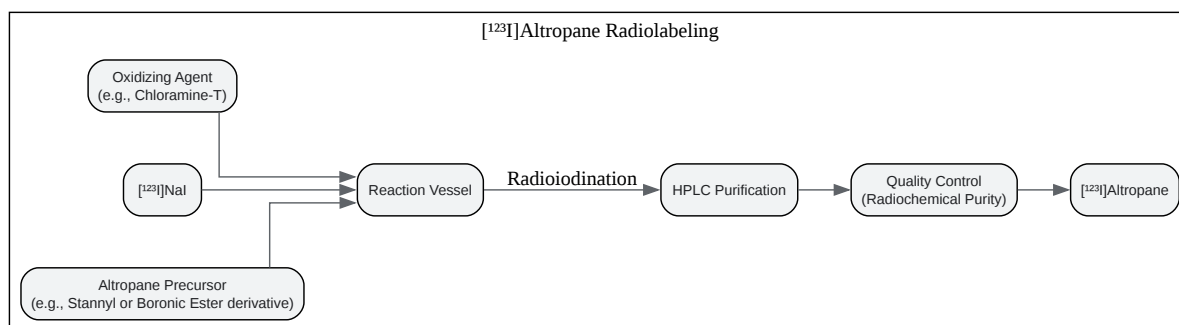 [¹²³I]Altropane Radiolabeling
Oxidizing Agent
(e.g., Chloramine-T)
[¹²³I]NaI
Altropane Precursor
(e.g., Stannyl or Boronic Ester derivative)
Reaction Vessel
Radioiodination
HPLC Purification
Quality Control
(Radiochemical Purity)
[¹²³I]Altropane